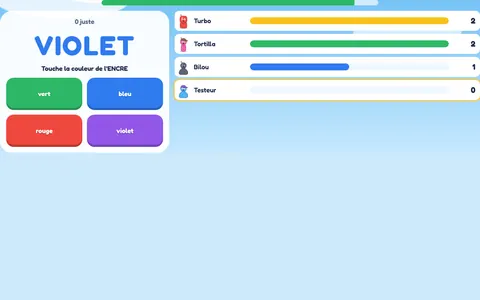 0 juste
VIOLET
Touche la couleur de l'ENCRE
vert
bleu
rouge
violet
Turbo 2
Tortilla 2
Bilou 1
Testeur 0